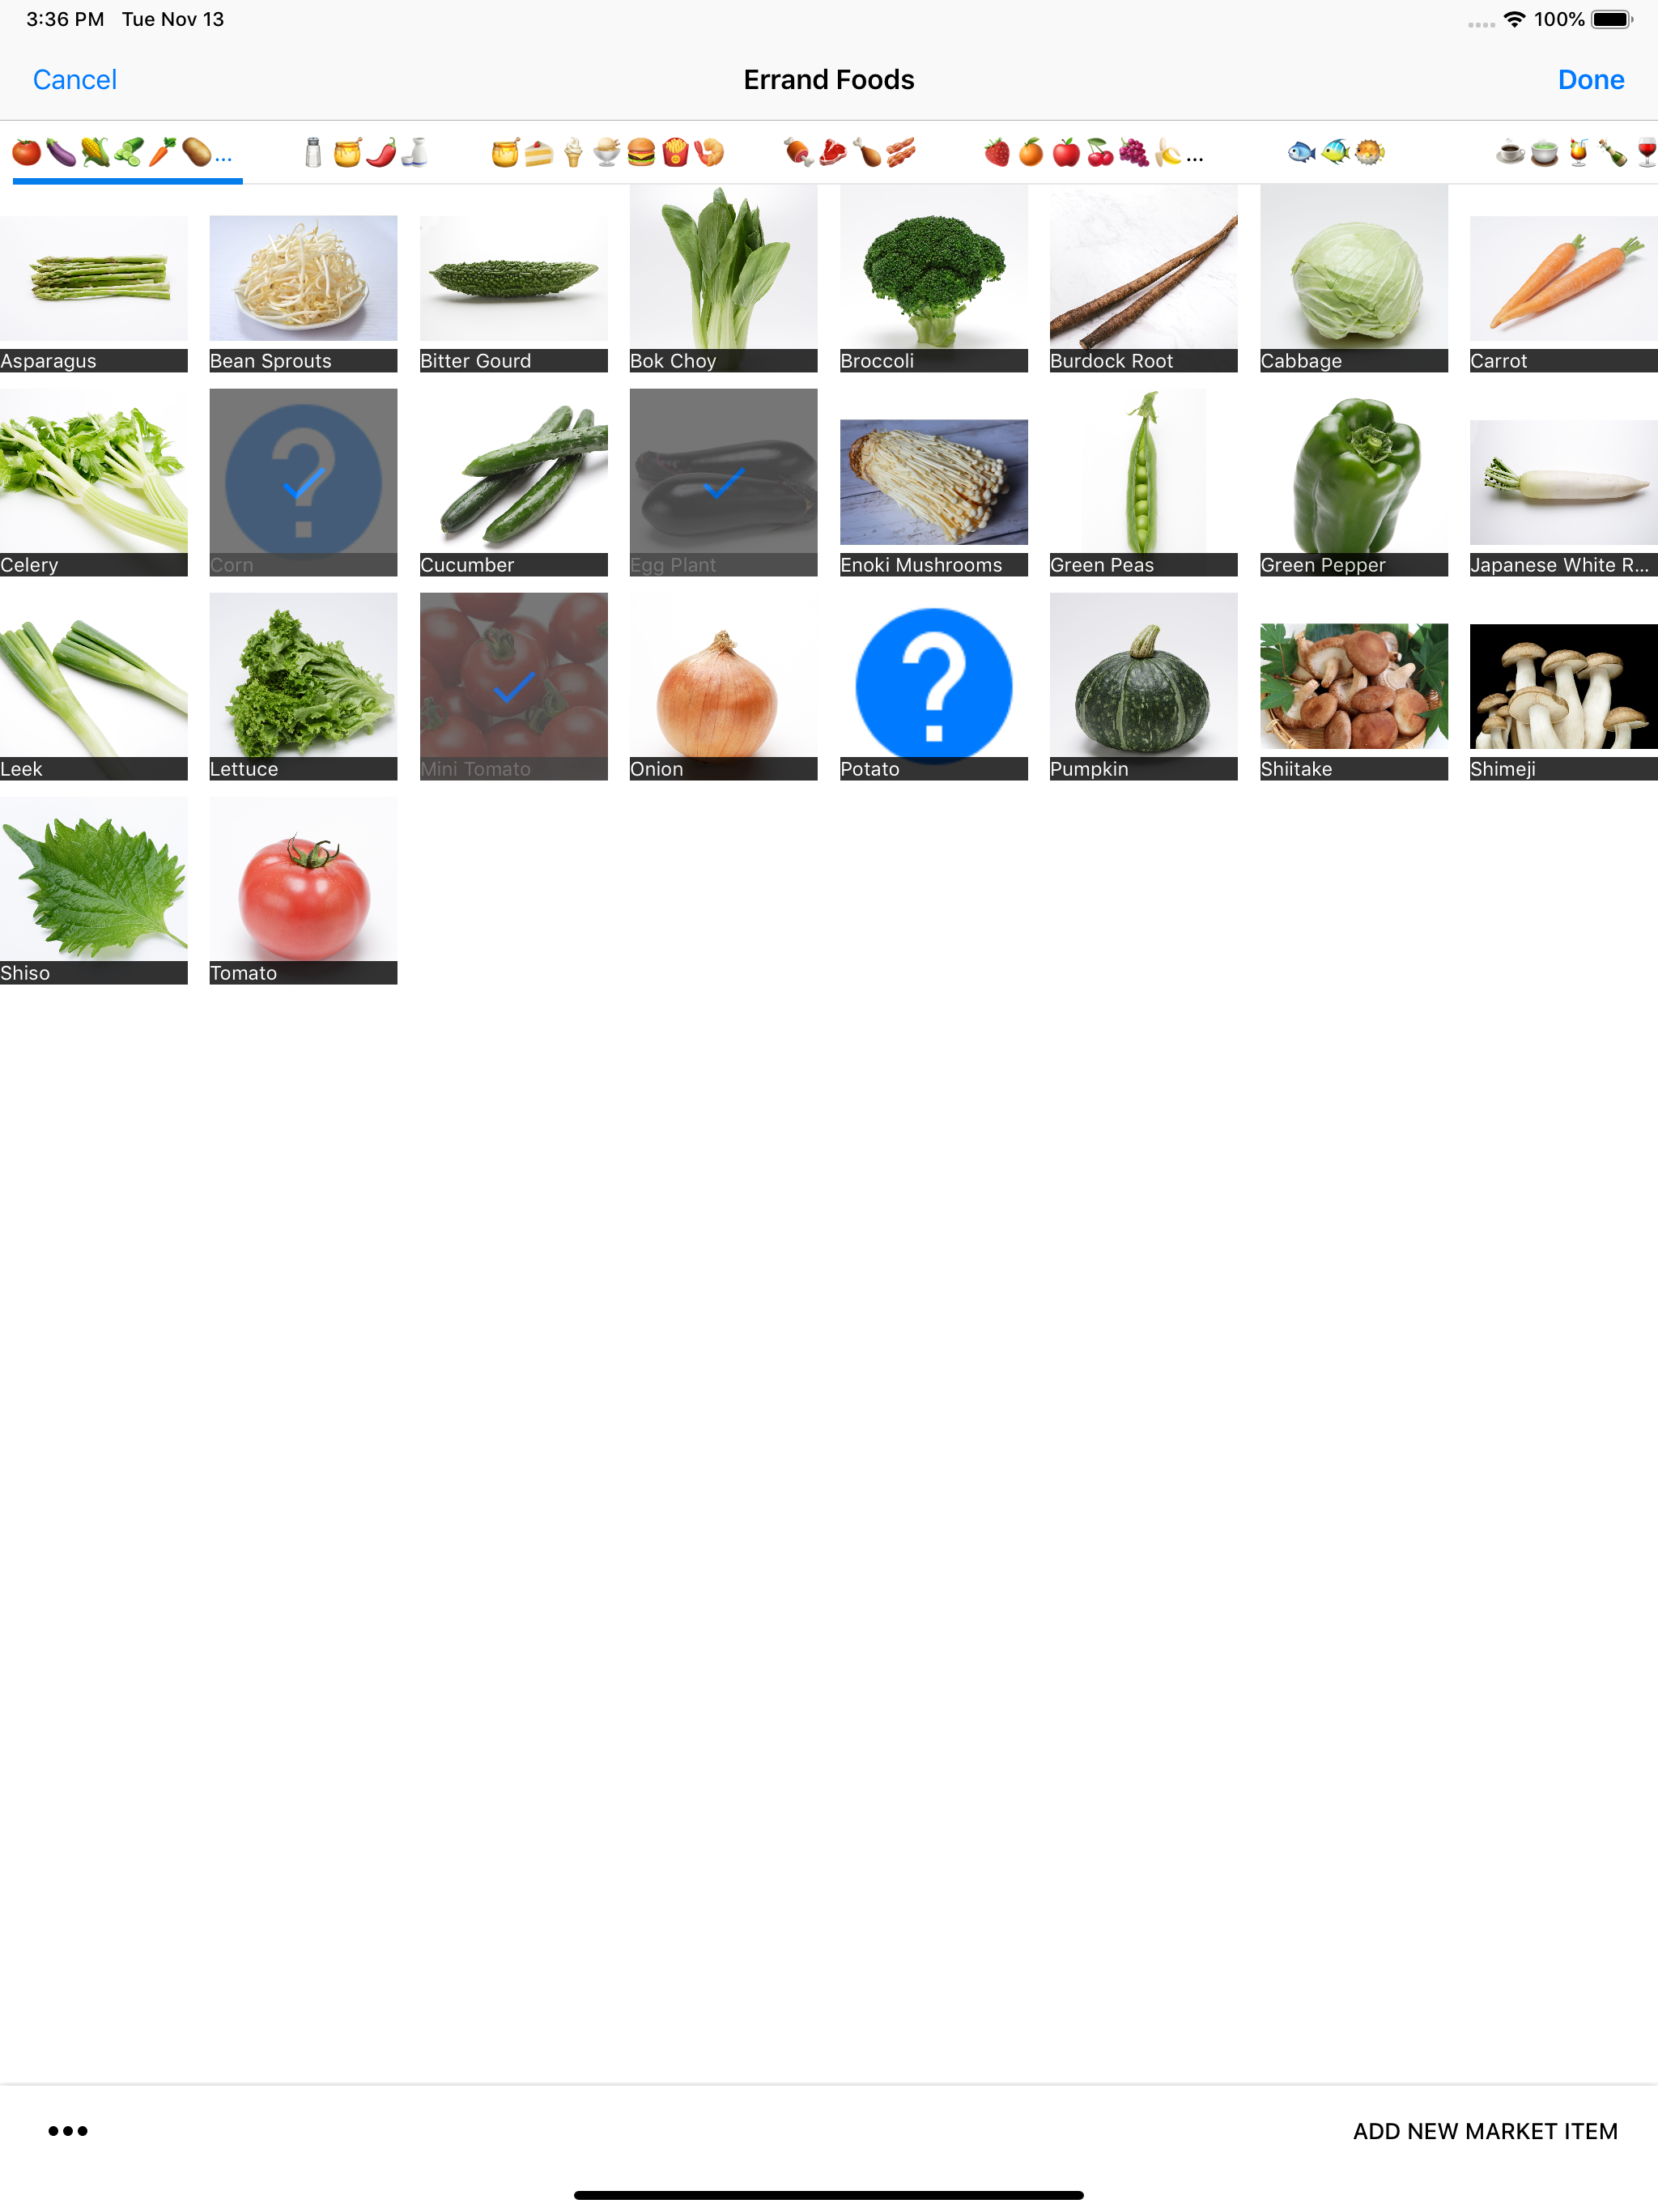 3:36 PM Tue Nov 13
100%
Cancel
Errand Foods
Done
...
...
Asparagus
Bean Sprouts
Bitter Gourd
Bok Choy
Broccoli
Burdock Root
Cabbage
Carrot
Celery
Corn
Cucumber
Egg Plant
Enoki Mushrooms
Green Peas
Green Pepper
Japanese White R...
Leek
Lettuce
Mini Tomato
Onion
Potato
Pumpkin
Shiitake
Shimeji
Shiso
Tomato
ADD NEW MARKET ITEM